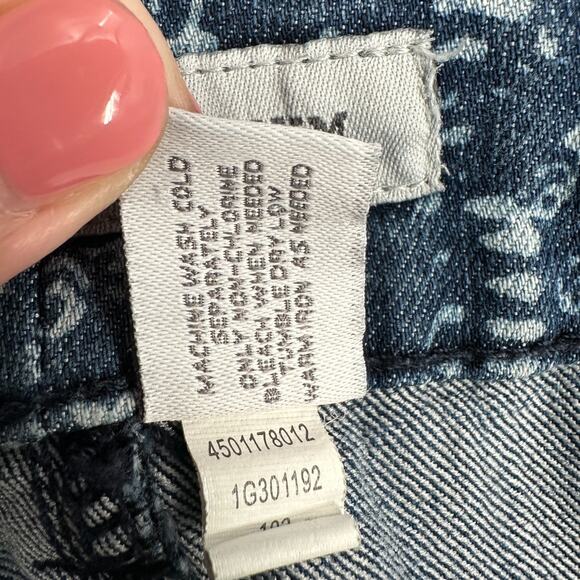 MACHINE WASH COLD
SEPARATELY
ONLY NON-CHLORINE
BLEACH WHEN NEEDED
TUMBLE DRY LOW
WARM IRON AS NEEDED
4501178012
1G301192